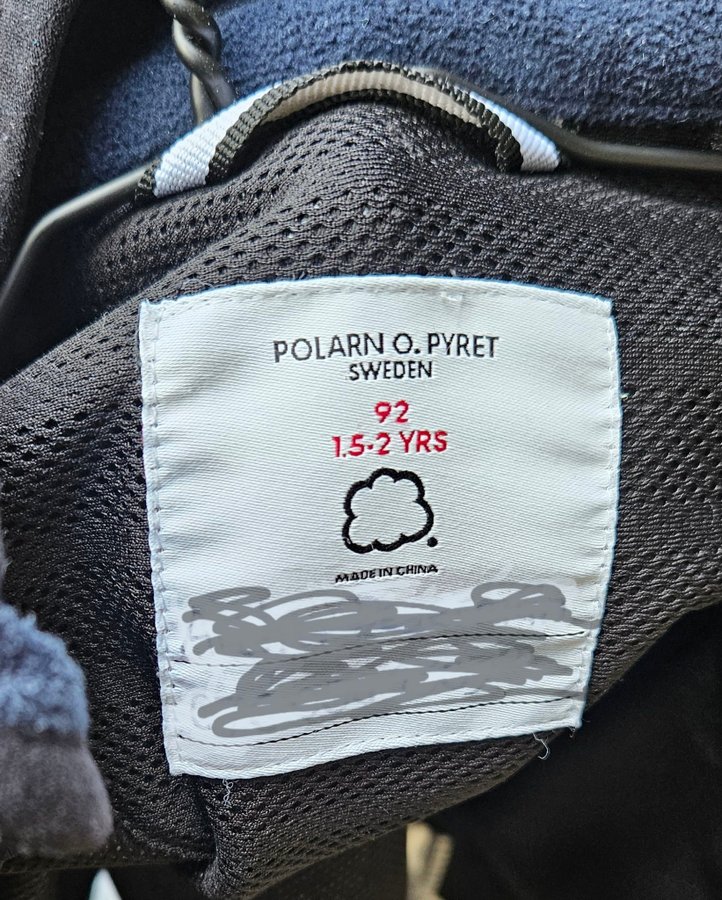 POLARN O. PYRET
SWEDEN
92
1.5-2 YRS
MADE IN CHINA